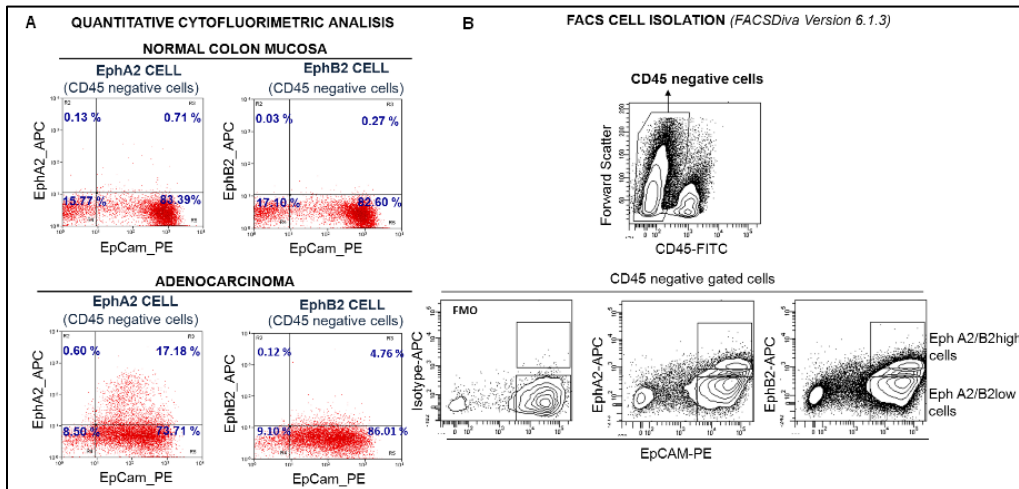 A QUANTITATIVE CYTOFLUORIMETRIC ANALISIS
NORMAL COLON MUCOSA
EphA2 CELL
(CD45 negative cells)
0.13 % 0.71 %
15.77 % 83.39%
EphA2_APC
EpCam_PE
EphB2 CELL
(CD45 negative cells)
0.03 % 0.27 %
17.10 % 82.60 %
EphB2_APC
EpCam_PE
ADENOCARCINOMA
EphA2 CELL
(CD45 negative cells)
0.60 % 17.18 %
8.50 % 73.71 %
EphA2_APC
EpCam_PE
EphB2 CELL
(CD45 negative cells)
0.12 % 4.76 %
9.10 % 86.01 %
EphB2_APC
EpCam_PE
B FACS CELL ISOLATION (FACSDiva Version 6.1.3)
CD45 negative cells
Forward Scatter
50 100 150 200 250
CD45-FITC
CD45 negative gated cells
FMO
Isotype-APC
EphA2-APC
EphB2-APC
Eph A2/B2high
cells
Eph A2/B2low
cells
EpCAM-PE